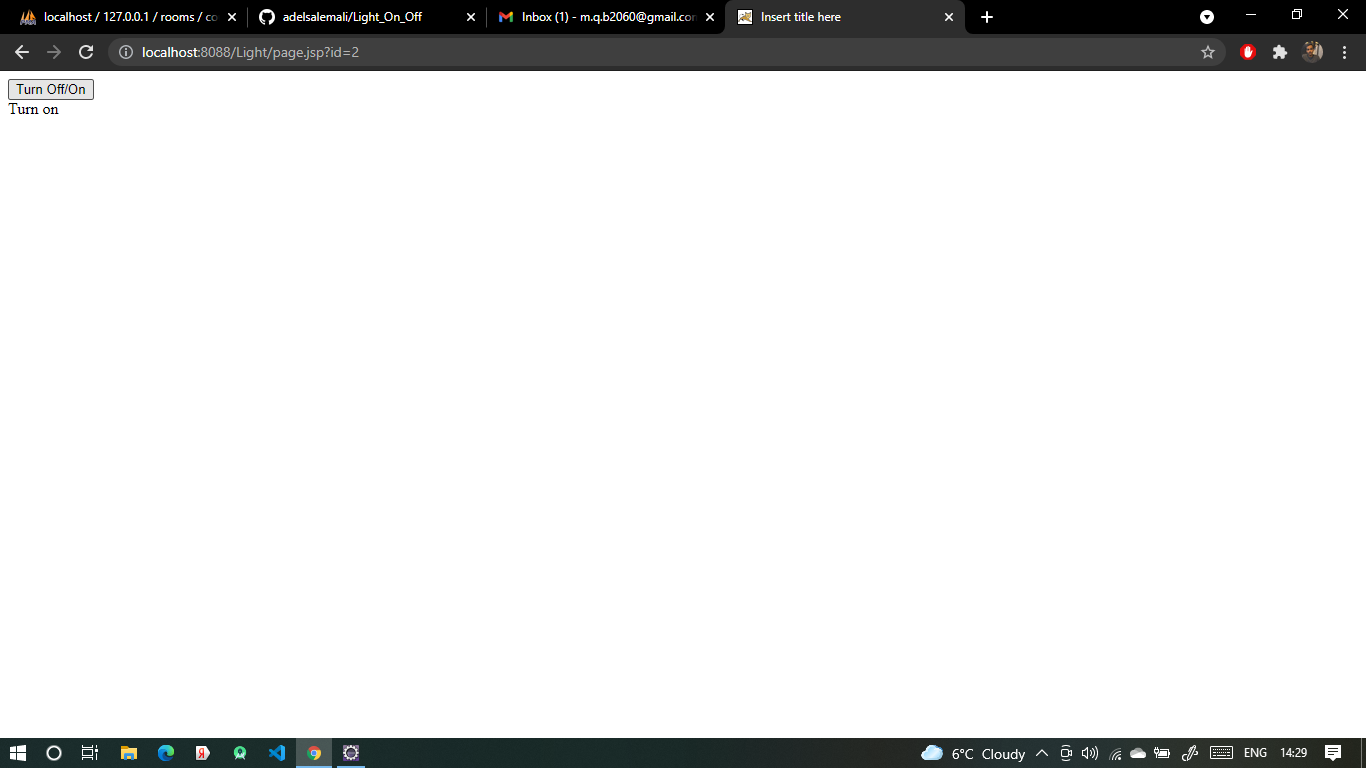 localhost / 127.0.0.1 / rooms / co
adelsalemali/Light_On_Off
Inbox (1) - m.q.b2060@gmail.com
Insert title here
localhost:8088/Light/page.jsp?id=2
Turn Off/On
Turn on
6°C Cloudy
ENG
14:29